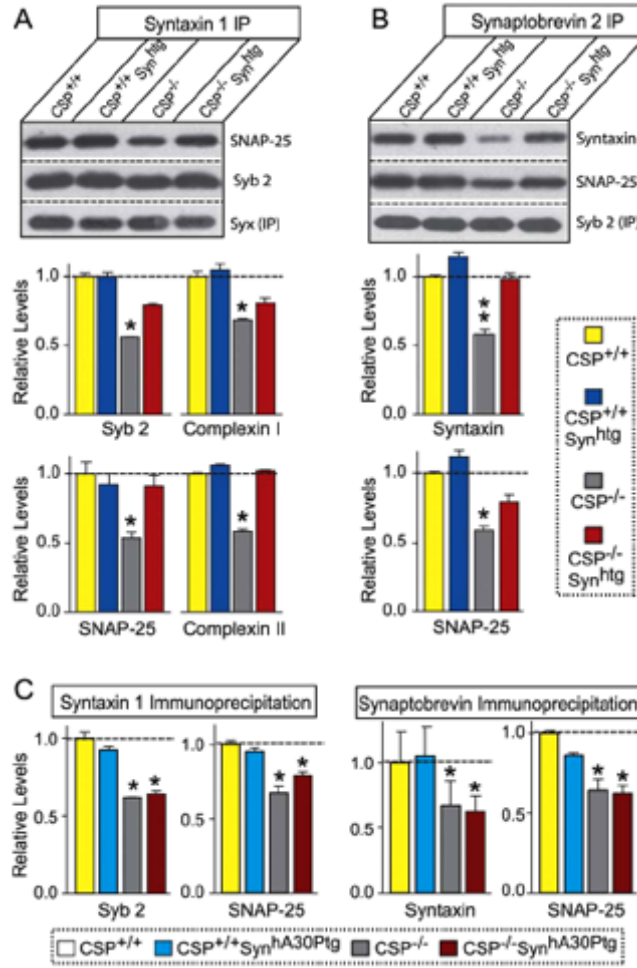 A
Syntaxin 1 IP
CSP+/+
CSP+/+ Synhtg
CSP-/-
CSP-/- Synhtg
SNAP-25
Syb 2
Syx (IP)
Relative Levels
1.0
0.5
0.0
*
Syb 2
*
Complexin I
Relative Levels
1.0
0.5
0.0
*
SNAP-25
*
Complexin II
B
Synaptobrevin 2 IP
CSP+/+
CSP+/+ Synhtg
CSP-/-
CSP-/- Synhtg
Syntaxin
SNAP-25
Syb 2 (IP)
1.0
0.5
0.0
*
*
Syntaxin
1.0
0.5
0.0
*
SNAP-25
CSP+/+
CSP+/+
Synhtg
CSP-/-
CSP-/-
Synhtg
C
Syntaxin 1 Immunoprecipitation
Relative Levels
1.0
0.5
0.0
* *
Syb 2
1.0
0.5
0.0
* *
SNAP-25
Synaptobrevin Immunoprecipitation
1.0
0.5
0.0
* *
Syntaxin
1.0
0.5
0.0
* *
SNAP-25
CSP+/+ CSP+/+SynhA30Ptg CSP-/- CSP-/-SynhA30Ptg